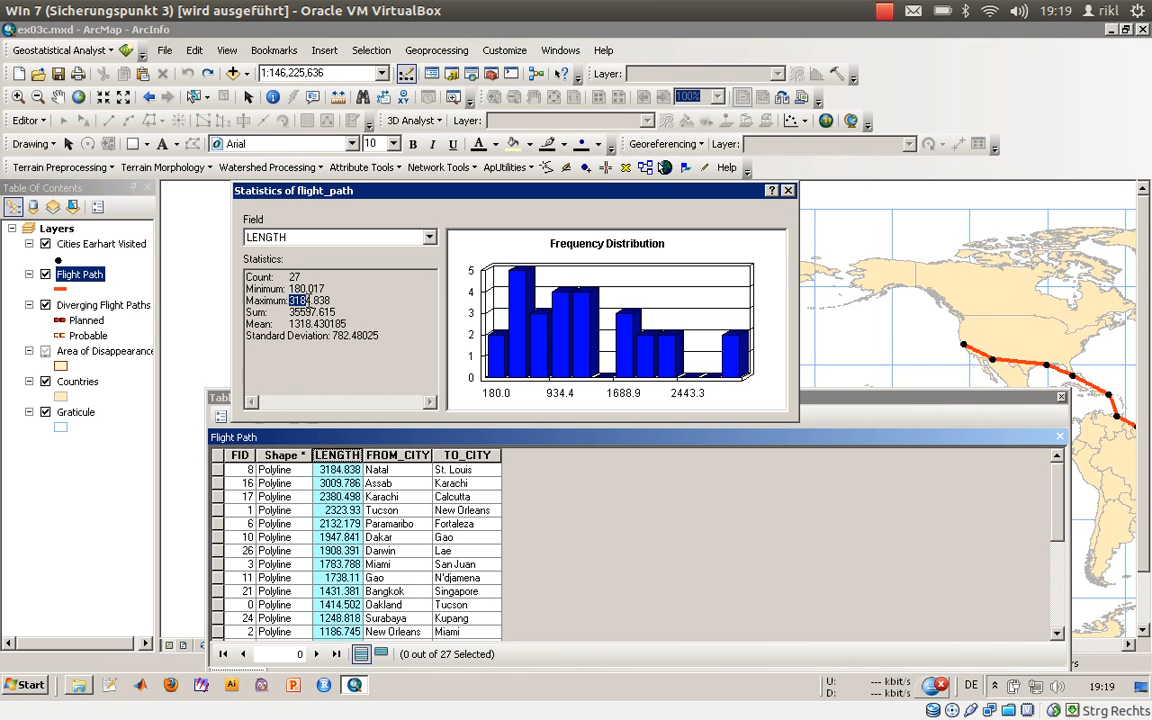 WIn 7 (Sicherungspunkt 3) [wird ausgeführt] - Oracle VM VirtualBox
19:19
rikl
ex03c.mxd - ArcMap - ArcInfo
Geostatistical Analyst
File Edit View Bookmarks Insert Selection Geoprocessing Customize Windows Help
1:146,225,636
Layer:
100%
Editor
3D Analyst
Layer:
Drawing
A
Arial
10
B I U A
Georeferencing
Layer:
Terrain Preprocessing Terrain Morphology Watershed Processing Attribute Tools Network Tools ApUtilities Help
Table Of Contents
Layers
Cities Earhart Visited
Flight Path
Diverging Flight Paths
Planned
Probable
Area of Disappearance
Countries
Graticule
Statistics of flight_path
Field
LENGTH
Statistics:
Count: 27
Minimum: 180.017
Maximum: 3184.838
Sum: 35597.615
Mean: 1318.430185
Standard Deviation: 782.48025
Frequency Distribution
5
4
3
2
1
0
180.0 934.4 1688.9 2443.3
Tabl
Flight Path
FID Shape * LENGTH FROM_CITY TO_CITY
8 Polyline 3184.838 Natal St. Louis
16 Polyline 3009.786 Assab Karachi
17 Polyline 2380.498 Karachi Calcutta
1 Polyline 2323.93 Tucson New Orleans
6 Polyline 2132.179 Paramaribo Fortaleza
10 Polyline 1947.841 Dakar Gao
26 Polyline 1908.391 Darwin Lae
3 Polyline 1783.788 Miami San Juan
11 Polyline 1738.11 Gao N'djamena
21 Polyline 1431.381 Bangkok Singapore
0 Polyline 1414.502 Oakland Tucson
24 Polyline 1248.818 Surabaya Kupang
2 Polyline 1186.745 New Orleans Miami
0
(0 out of 27 Selected)
Start
U: --- kbit/s
D: --- kbit/s
DE
19:19
Strg Rechts